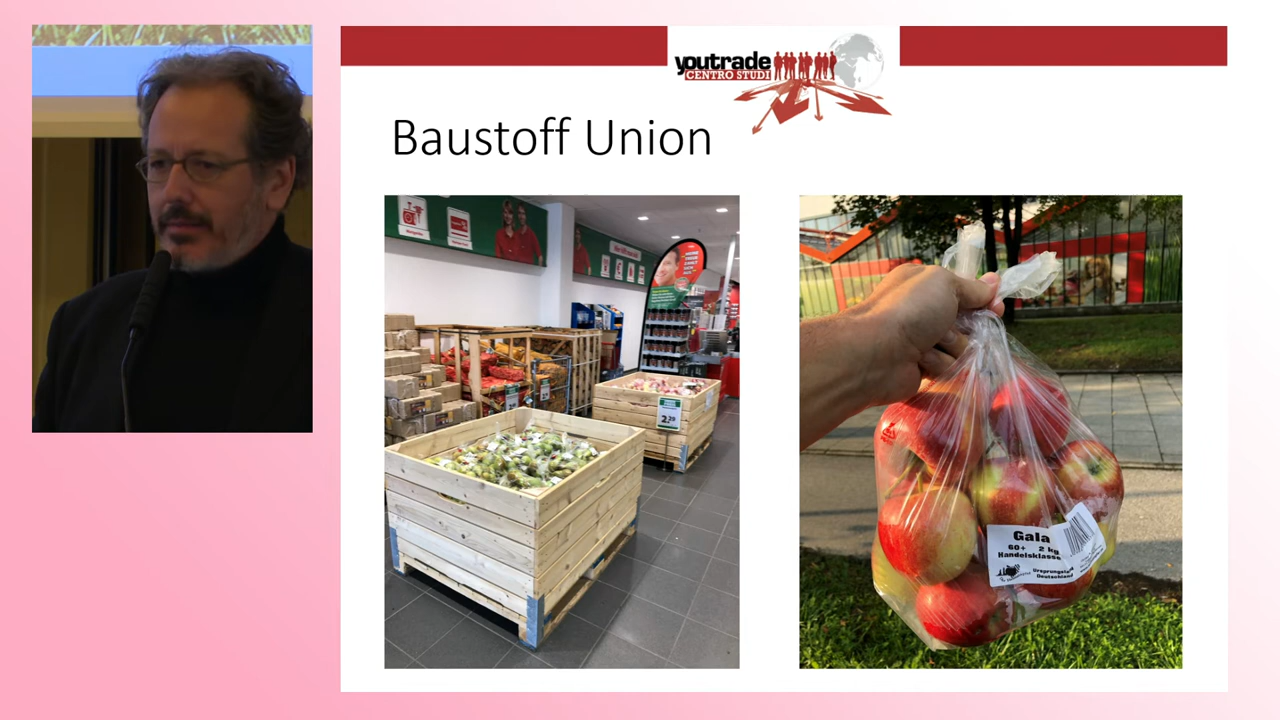 youtrade
CENTRO STUDI
Baustoff Union
2.29
Gala
60+ 2 kg
Handelsklasse
Ursprungsland
Deutschland